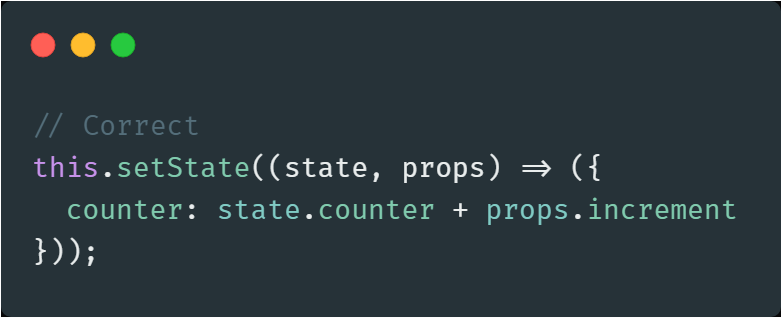 // Correct
this.setState((state, props) => ({
  counter: state.counter + props.increment
}));